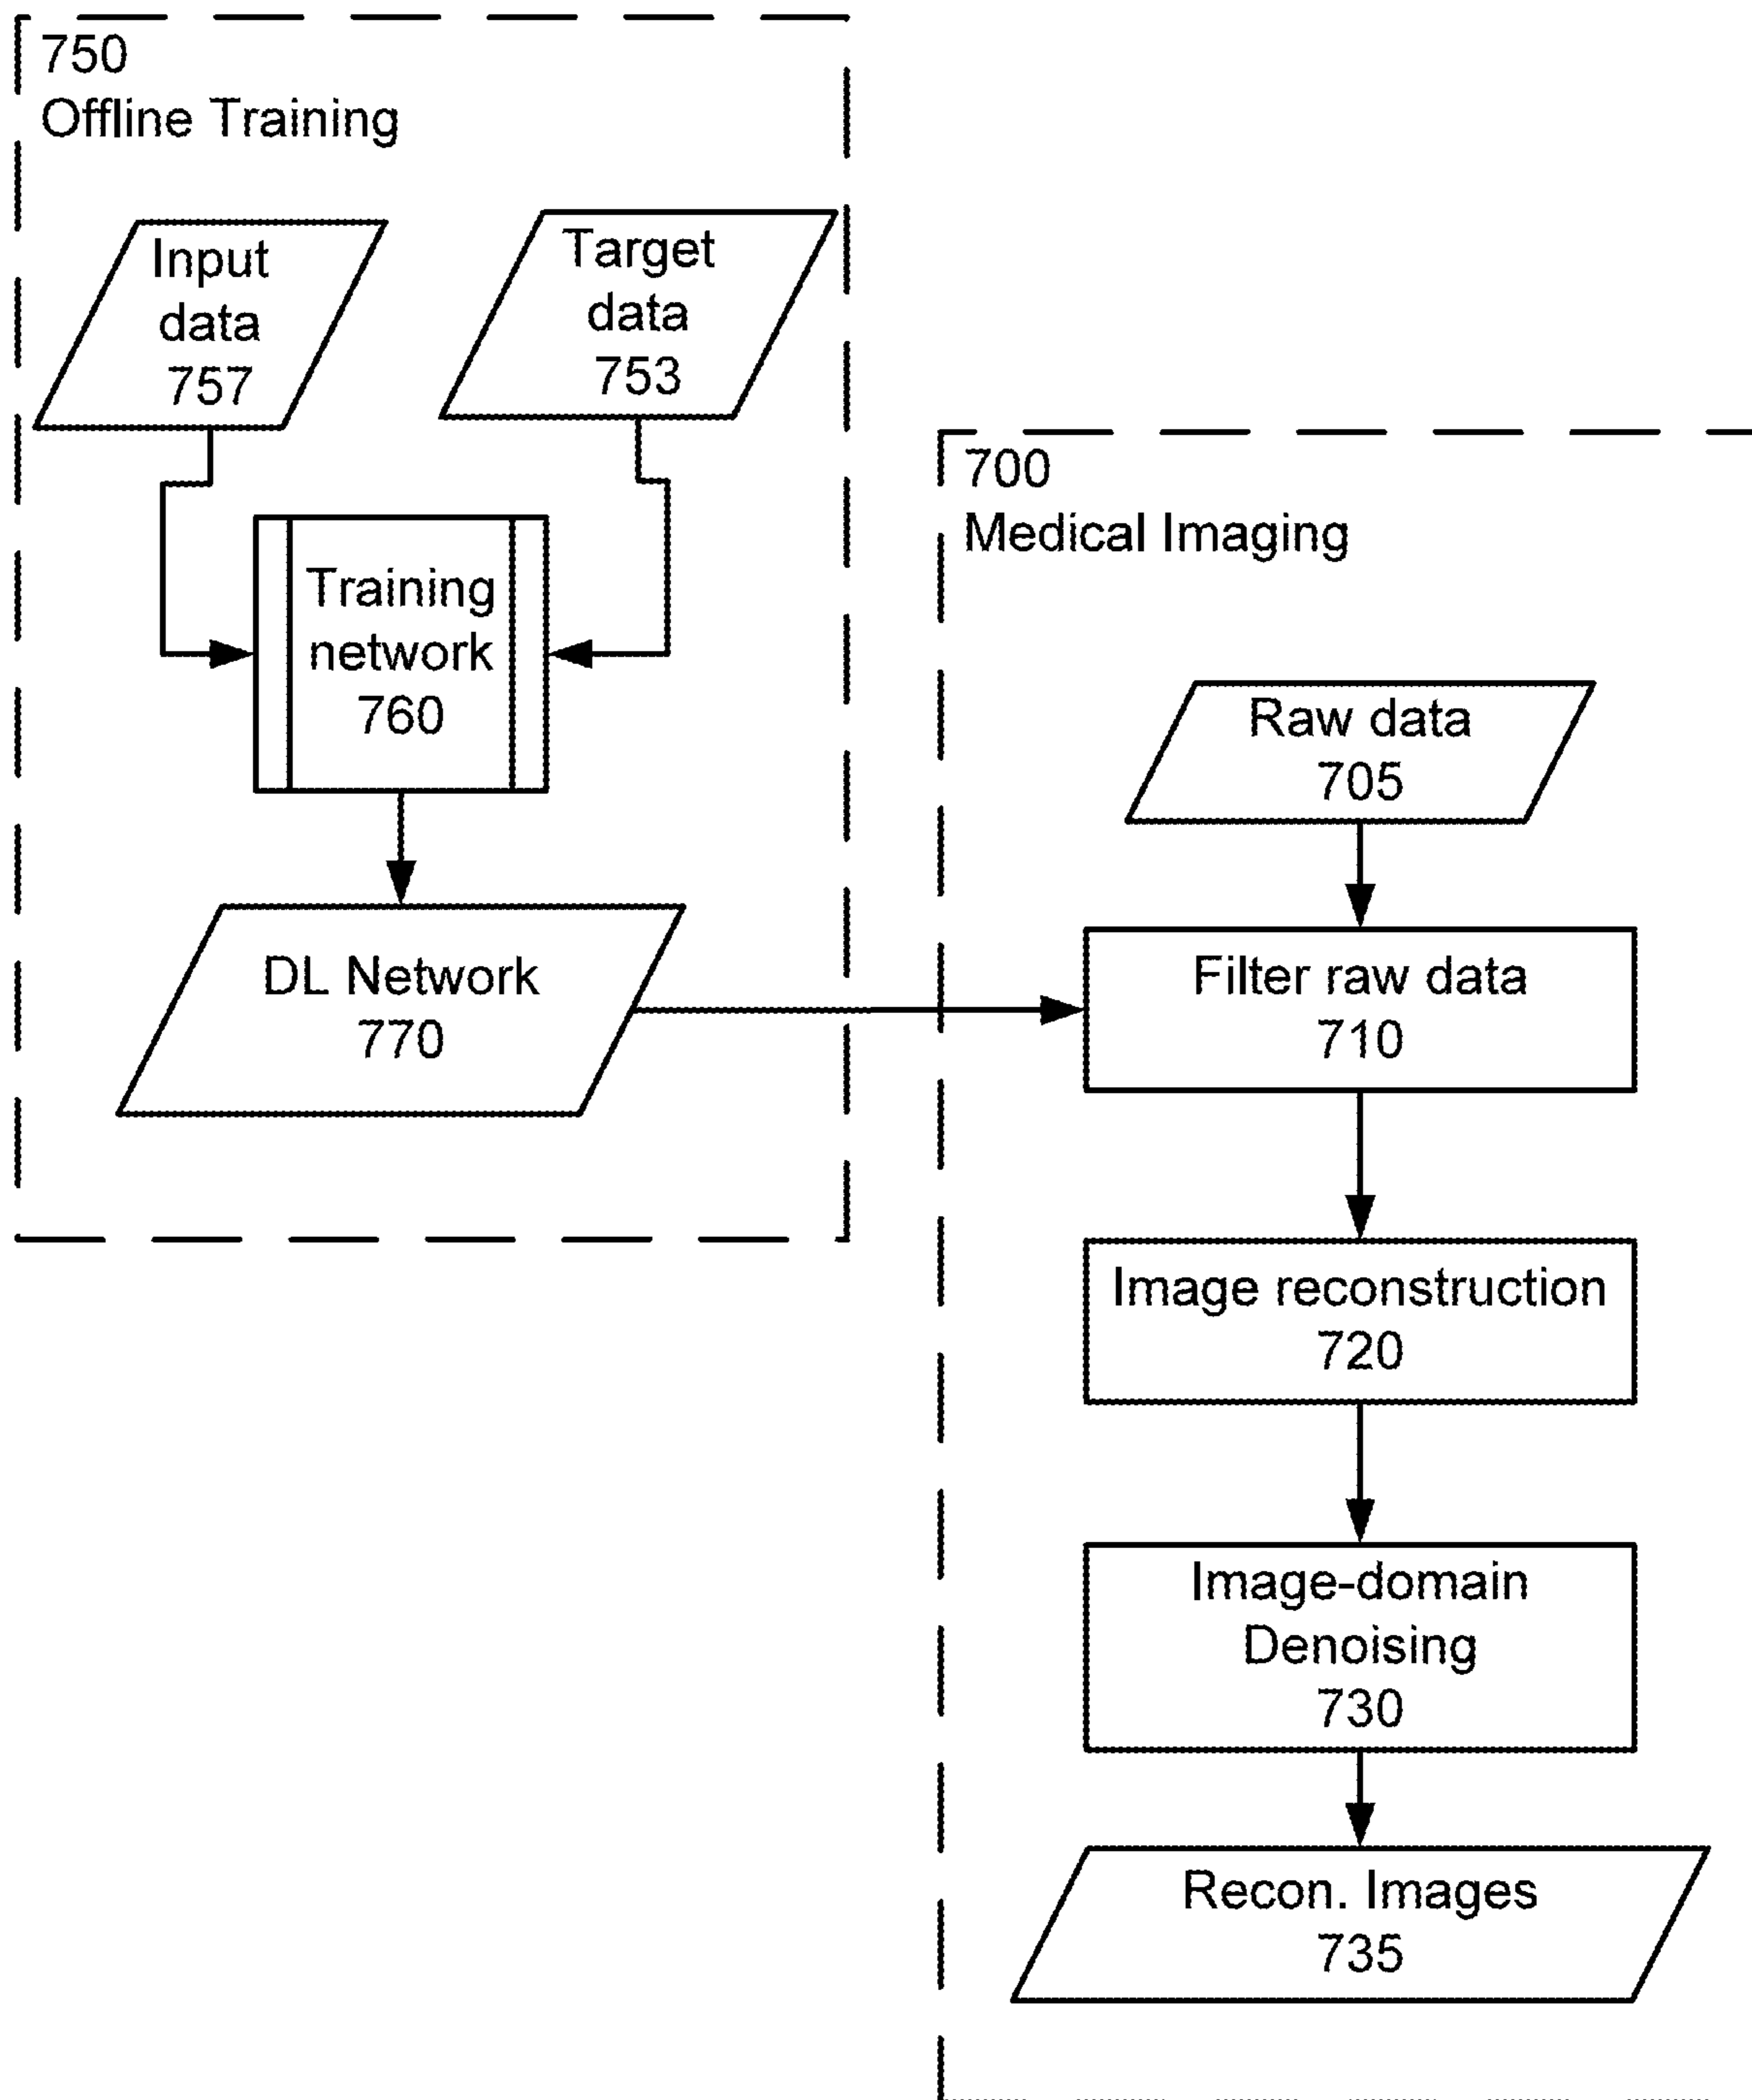 750
Offline Training
Input
data
757
Target
data
753
Training
network
760
DL Network
770
700
Medical Imaging
Raw data
705
Filter raw data
710
Image reconstruction
720
Image-domain
Denoising
730
Recon. Images
735